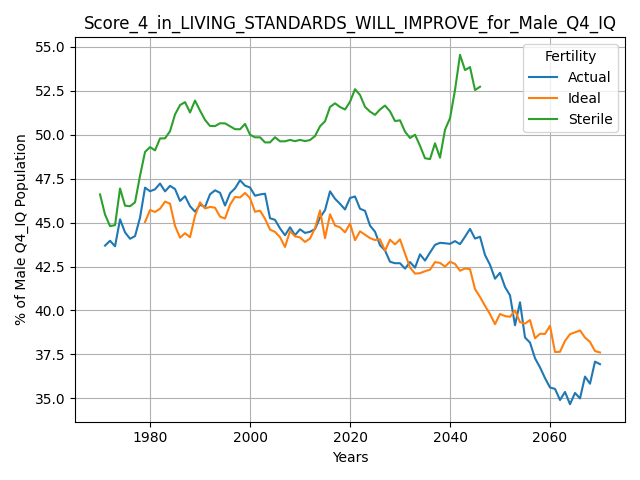 Score_4_in_LIVING_STANDARDS_WILL_IMPROVE_for_Male_Q4_IQ
% of Male Q4_IQ Population
55.0
52.5
50.0
47.5
45.0
42.5
40.0
37.5
35.0
Fertility
Actual
Ideal
Sterile
1980
2000
2020
2040
2060
Years